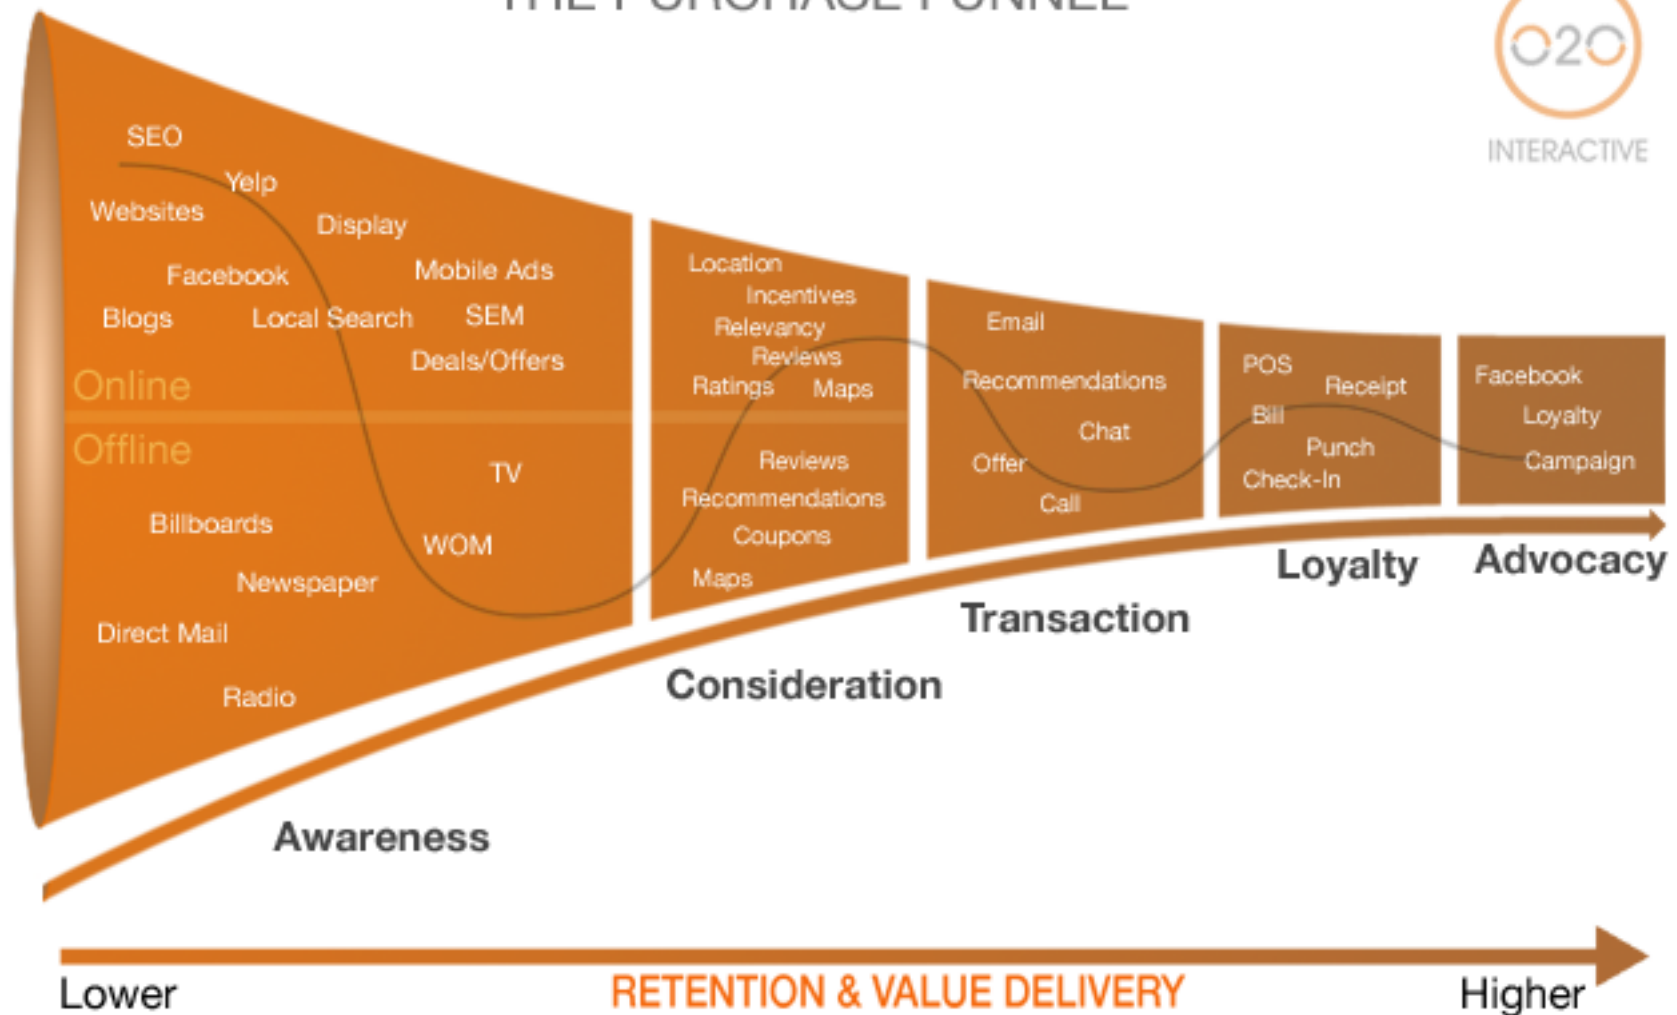 THE PURCHASE FUNNEL
O2O
INTERACTIVE
SEO
Yelp
Websites
Display
Facebook
Mobile Ads
Blogs
Local Search
SEM
Deals/Offers
Online
Offline
TV
Billboards
WOM
Newspaper
Direct Mail
Radio
Location
Incentives
Relevancy
Reviews
Ratings
Maps
Reviews
Recommendations
Coupons
Maps
Email
Recommendations
Chat
Offer
Call
POS
Receipt
Bill
Punch
Check-In
Facebook
Loyalty
Campaign
Awareness
Consideration
Transaction
Loyalty
Advocacy
Lower
RETENTION & VALUE DELIVERY
Higher